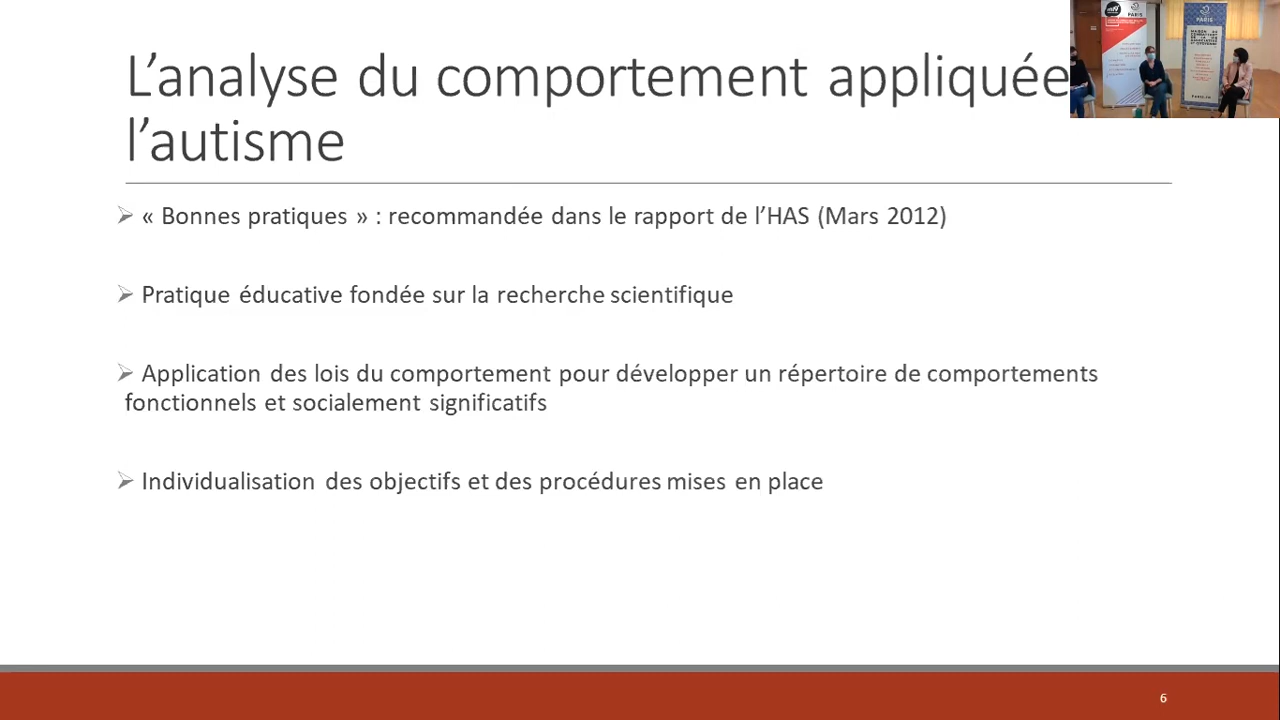 L’analyse du comportement appliquée
l’autisme
« Bonnes pratiques » : recommandée dans le rapport de l’HAS (Mars 2012)
Pratique éducative fondée sur la recherche scientifique
Application des lois du comportement pour développer un répertoire de comportements
fonctionnels et socialement significatifs
Individualisation des objectifs et des procédures mises en place
6
PARIS
PARIS